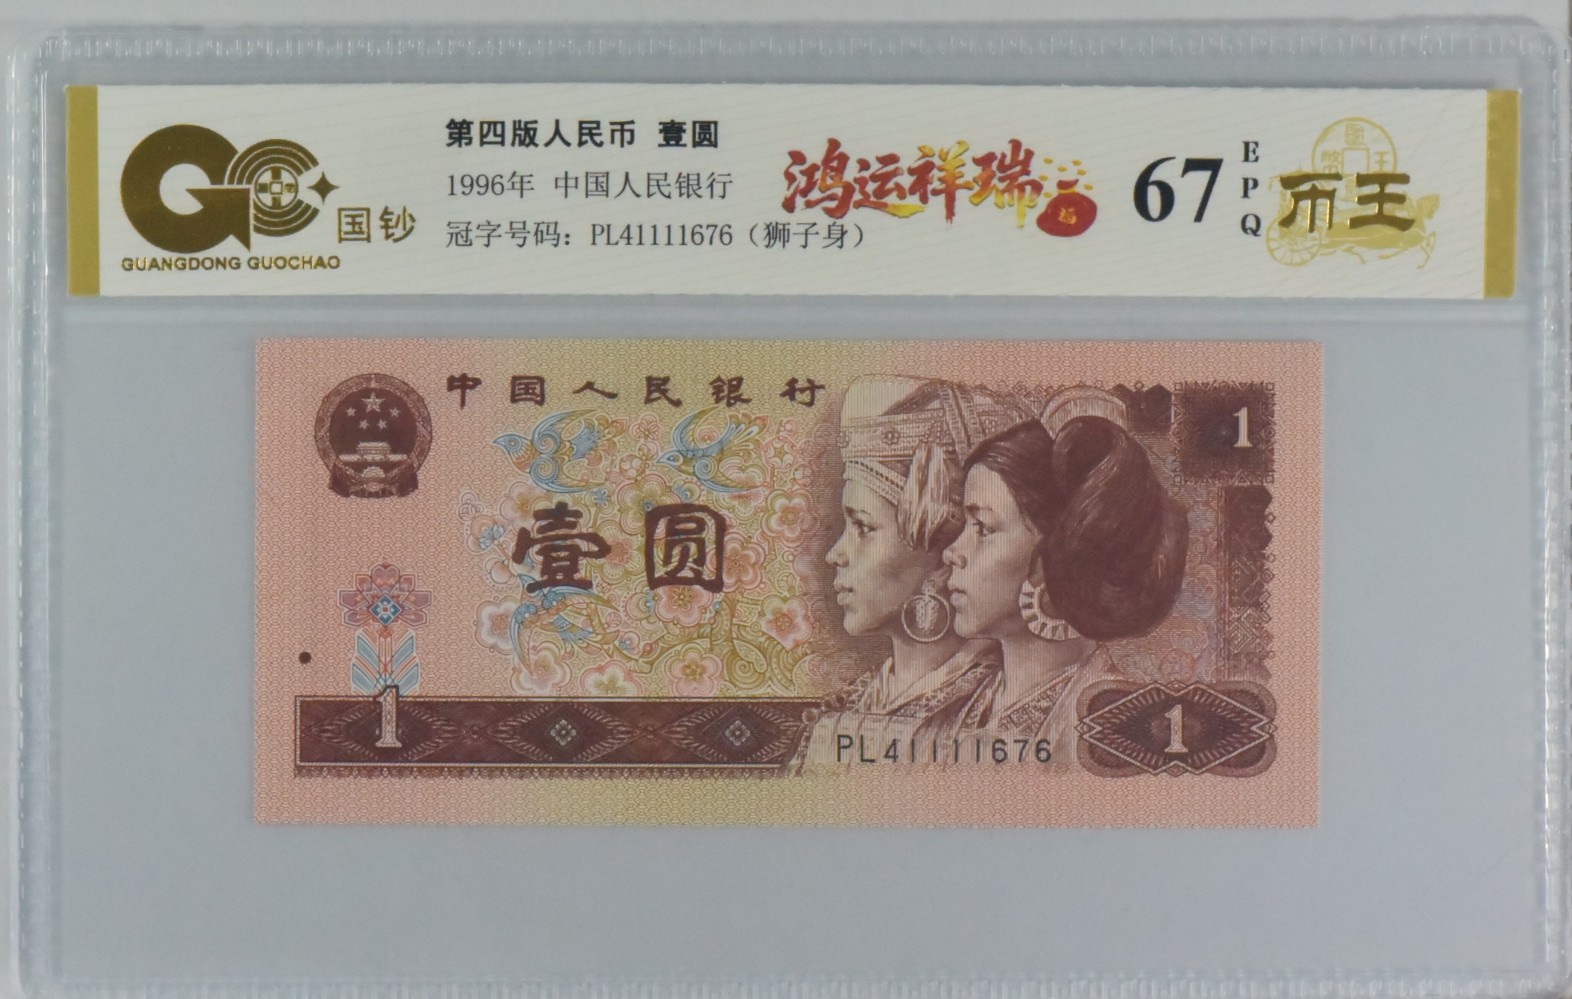 国钞
GUANGDONG GUOCHAO
第四版人民币 壹圆
1996年 中国人民银行
冠字号码：PL41111676（狮子身）
鸿运祥瑞
67
EPQ
币王
中国人民银行
1
壹圆
1
PL41111676
1